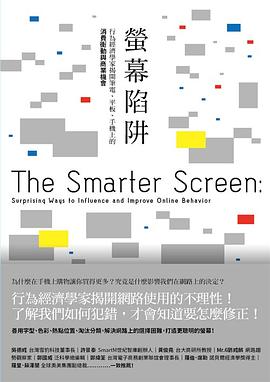 螢幕陷阱
行為經濟學家揭開筆電、平板、手機上的
消費衝動與商業機會
The Smarter Screen:
Surprising Ways to Influence and Improve Online Behavior
為什麼在手機上購物讓你買得更多？究竟是什麼影響我們在網路上的決定？
行為經濟學家揭開網路使用的不理性！
了解我們如何犯錯，才會知道要怎麼修正！
善用字型、色彩、熱點位置、淘汰分類，解決網路上的選擇困難，打造更聰明的螢幕！